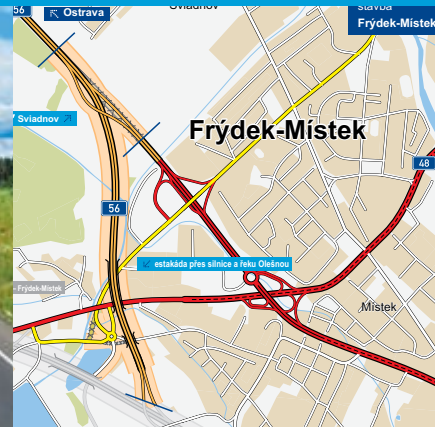 56
Ostrava
Sviadnov
stavba
Frýdek-Místek
Sviadnov
Frýdek-Místek
48
56
estakáda přes silnice a řeku Olešnou
- Frýdek-Místek
Místek